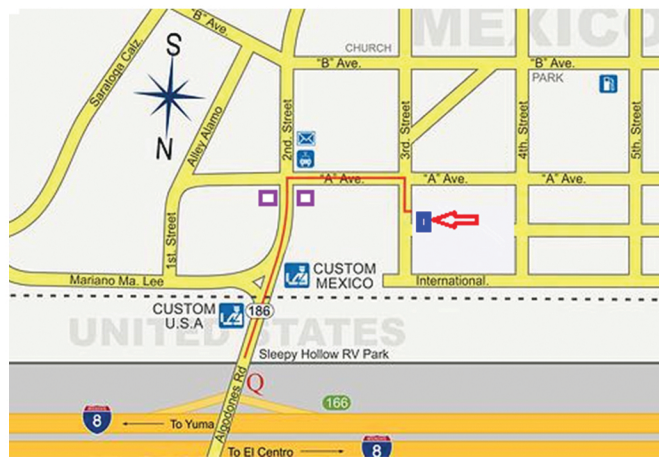 MEXICO
"B" Ave.
CHURCH
"B" Ave.
"B" Ave.
PARK
Saratoga Calz.
S
N
Alley Alamo
2nd. Street
3rd. Street
4th. Street
5th. Street
"A" Ave.
"A" Ave.
"A" Ave.
1st. Street
Mariano Ma. Lee
CUSTOM
MEXICO
International.
CUSTOM
U.S.A
186
UNITED STATES
Sleepy Hollow RV Park
Algodones Rd
Q
166
8
To Yuma
To El Centro
8